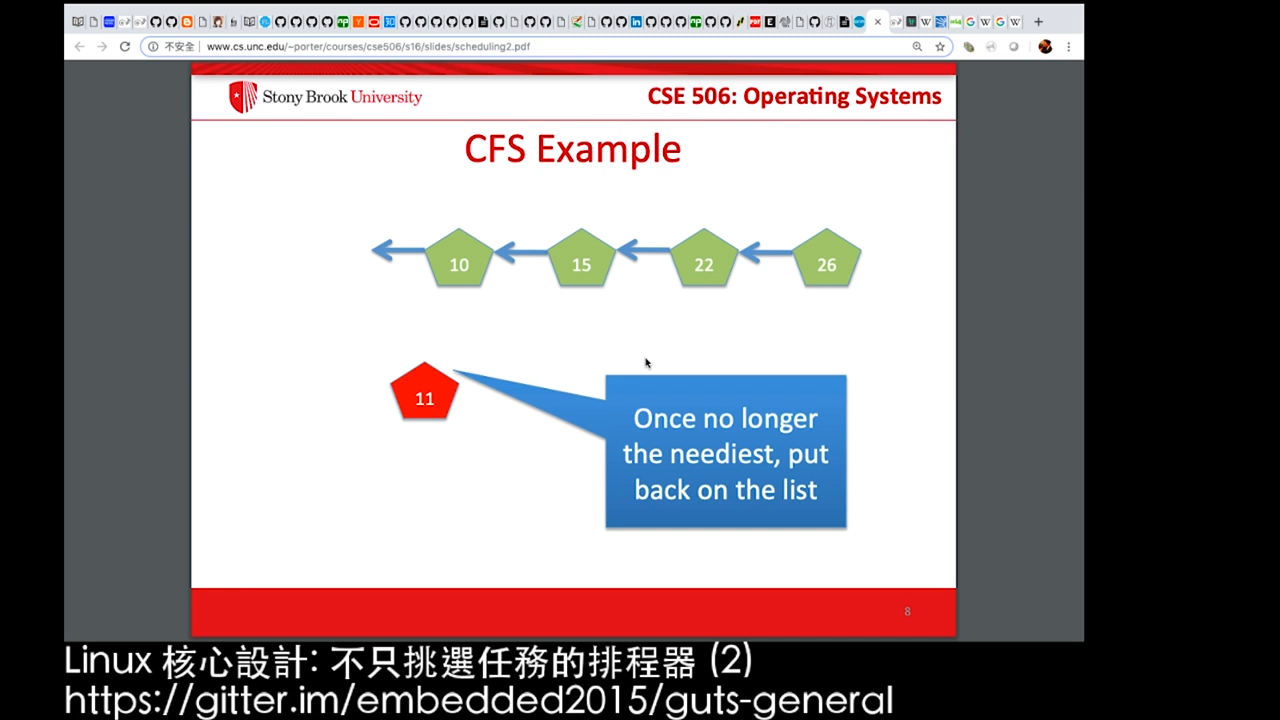 不安全
www.cs.unc.edu/~porter/courses/cse506/s16/slides/scheduling2.pdf
Stony Brook University
CSE 506: Operating Systems
CFS Example
10
15
22
26
11
Once no longer
the neediest, put
back on the list
8
Linux 核心設計: 不只挑選任務的排程器 (2)
https://gitter.im/embedded2015/guts-general